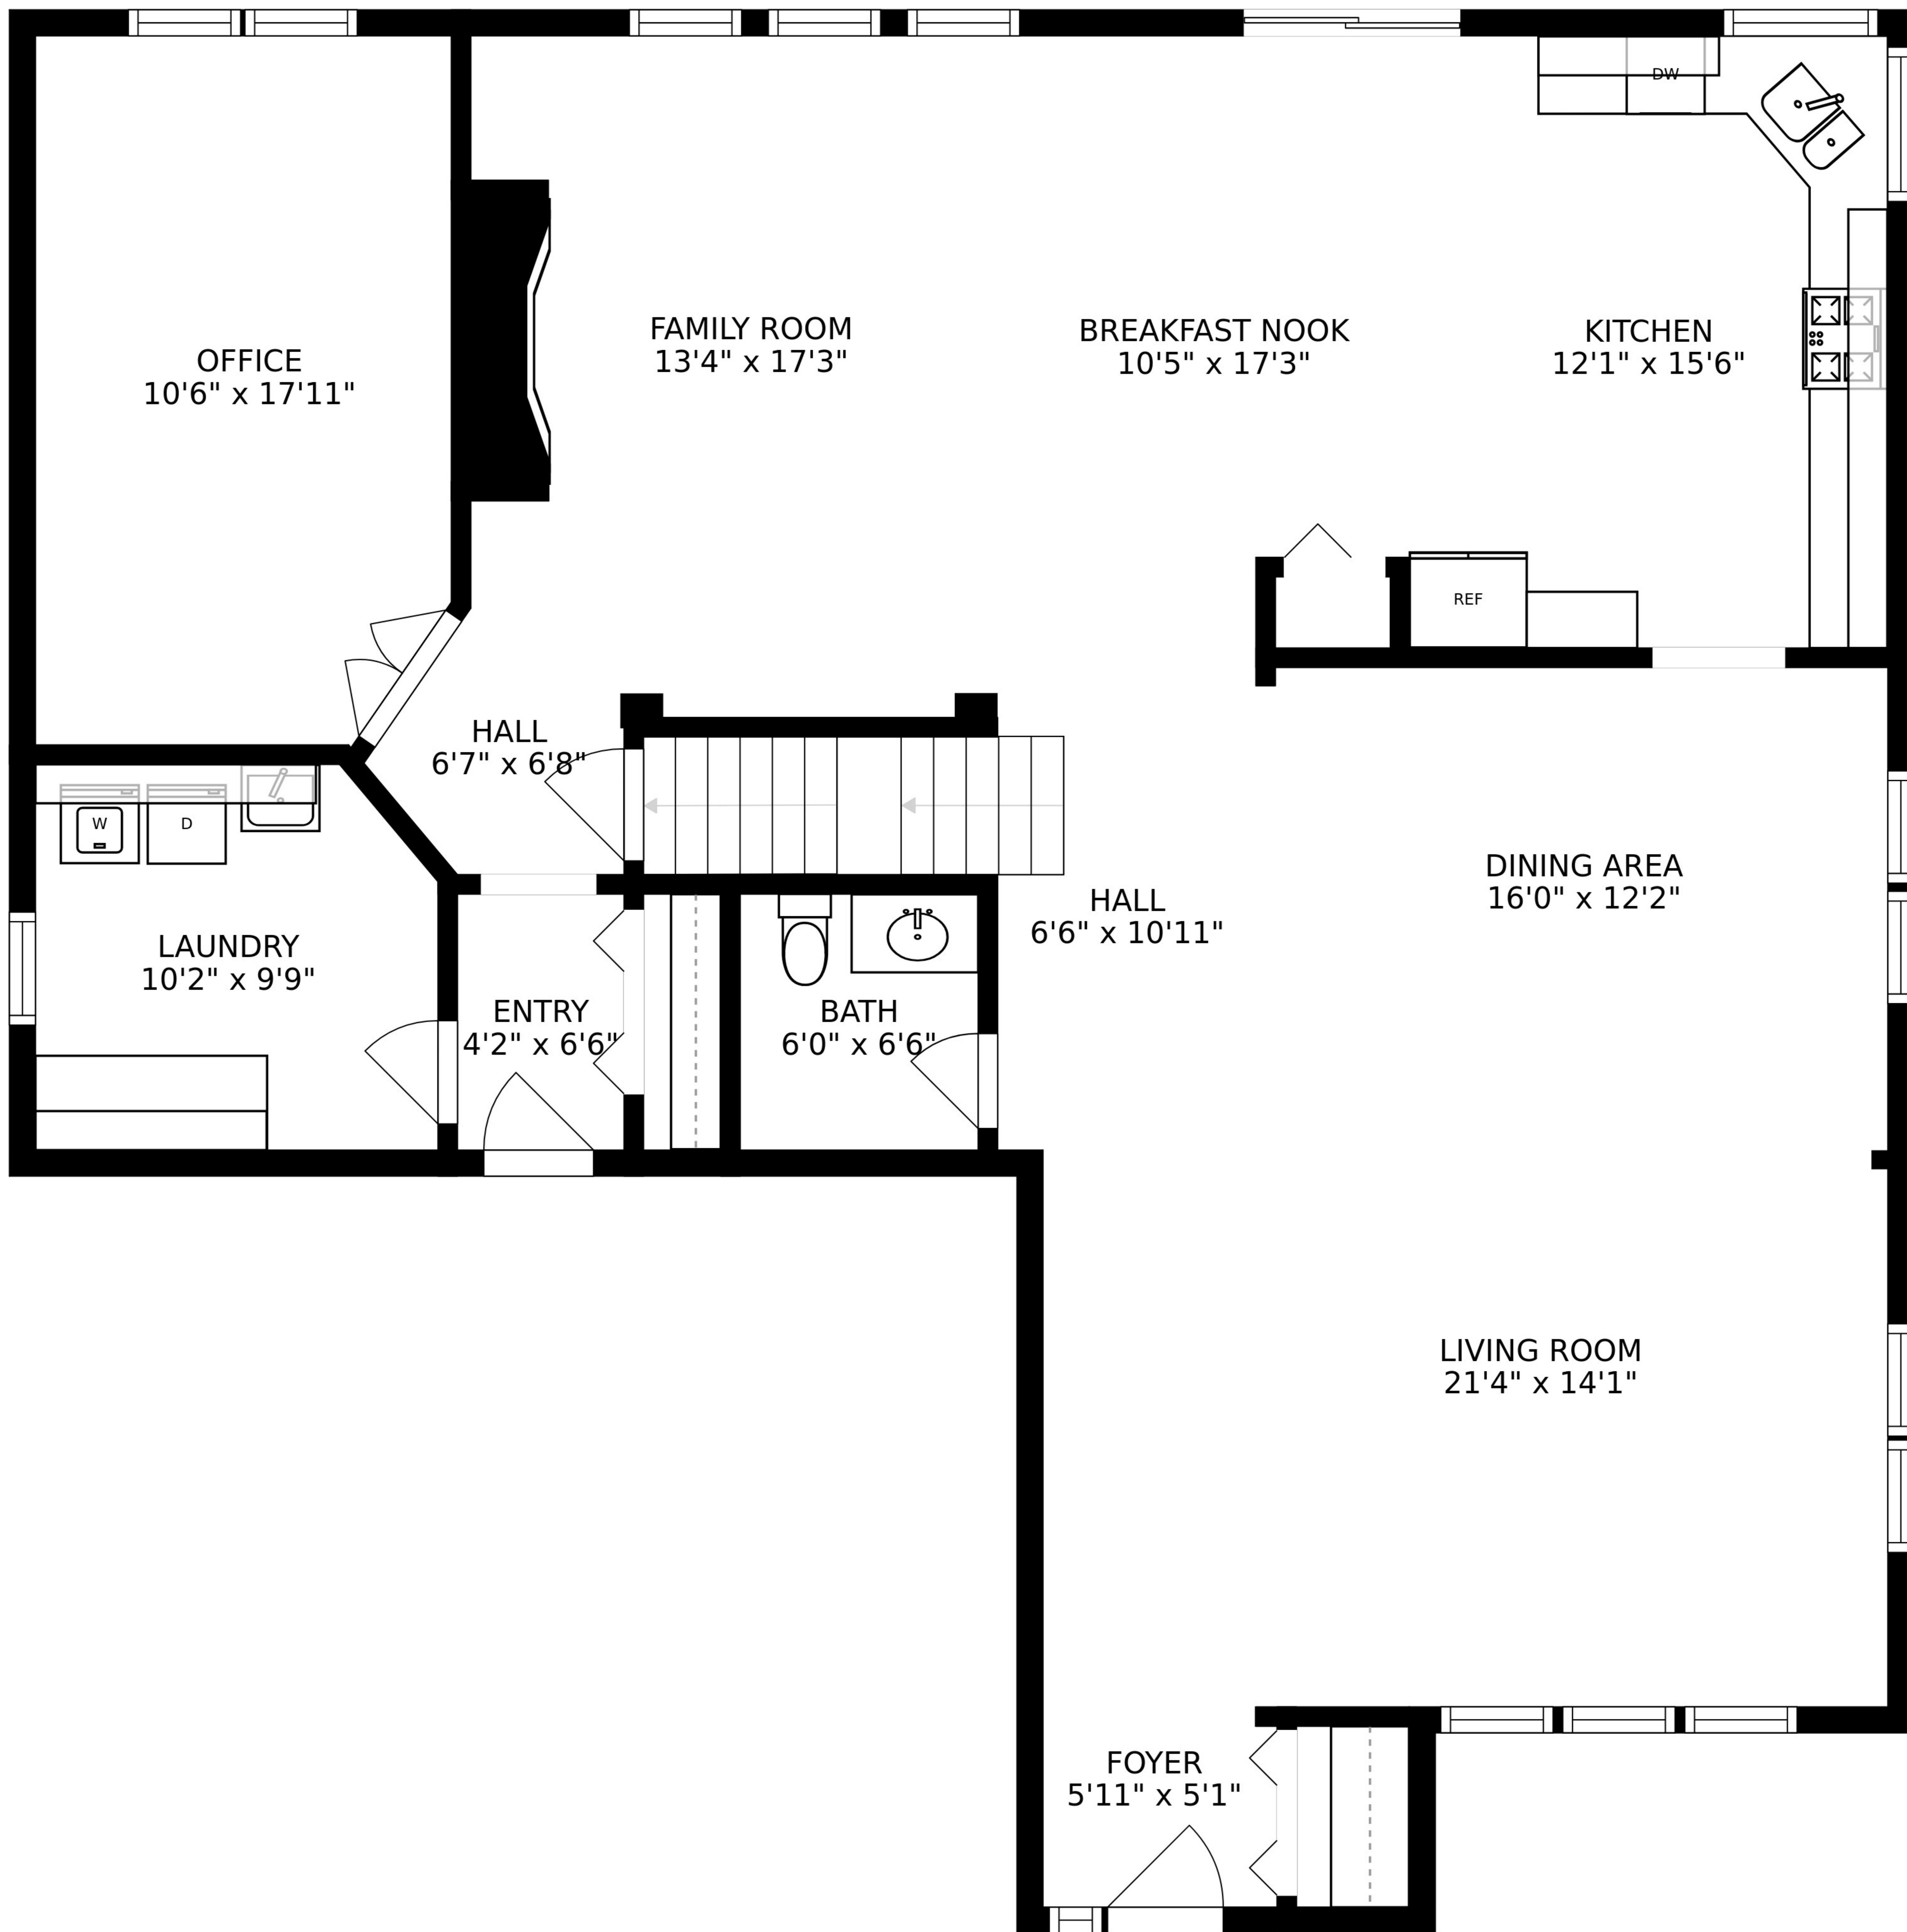 DW
FAMILY ROOM
13'4" x 17'3"
BREAKFAST NOOK
10'5" x 17'3"
KITCHEN
12'1" x 15'6"
OFFICE
10'6" x 17'11"
REF
HALL
6'7" x 6'8"
W
D
DINING AREA
16'0" x 12'2"
HALL
6'6" x 10'11"
LAUNDRY
10'2" x 9'9"
ENTRY
4'2" x 6'6"
BATH
6'0" x 6'6"
LIVING ROOM
21'4" x 14'1"
FOYER
5'11" x 5'1"